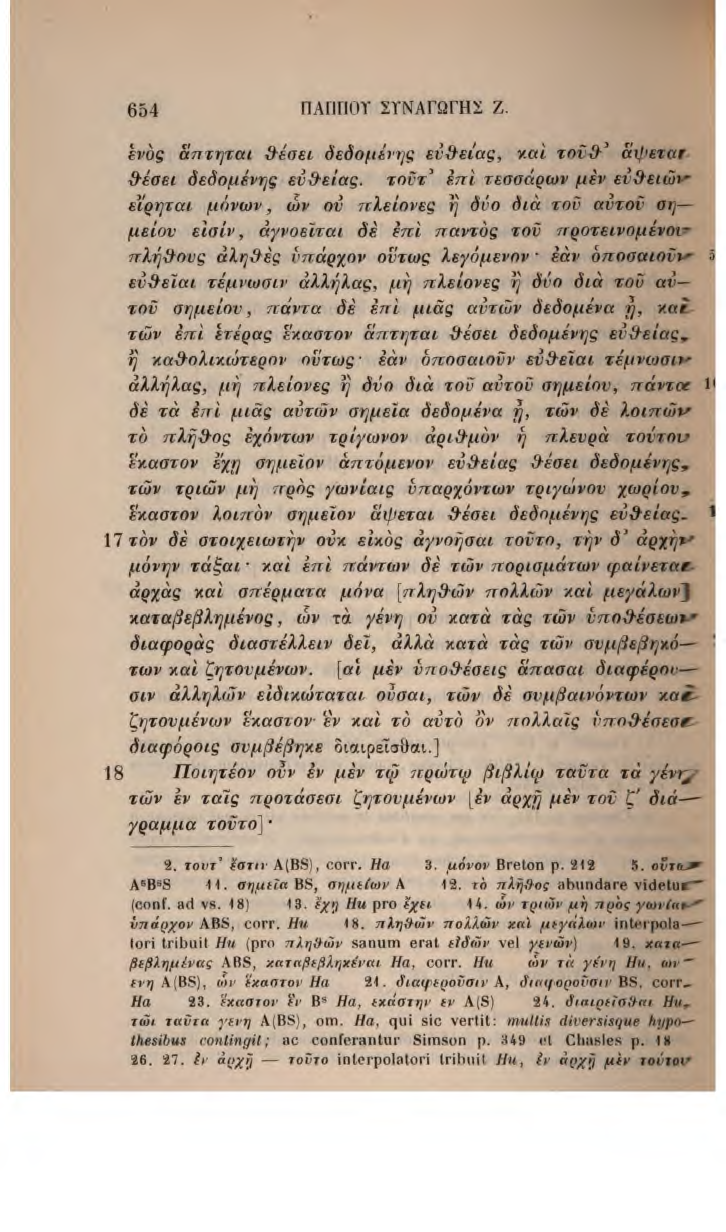 654 ΠΑΠΠΟΥ ΣΥΝΑΓΩΓΗΣ Ζ.
ἑνὸς ἅπτηται θέσει δεδομένης εὐθείας, καὶ τοῦθ' ἅψεται
θέσει δεδομένης εὐθείας. τοῦτ' ἐπὶ τεσσάρων μὲν εὐθειῶν
εἴρηται μόνων, ὧν οὐ πλείονες ἢ δύο διὰ τοῦ αὐτοῦ ση-
μείου εἰσίν, ἀγνοεῖται δὲ ἐπὶ παντὸς τοῦ προτεινομένου
πλήθους ἀληθὲς ὑπάρχον οὕτως λεγόμενον· ἐὰν ὁποσαιοῦν 5
εὐθεῖαι τέμνωσιν ἀλλήλας, μὴ πλείονες ἢ δύο διὰ τοῦ αὐ-
τοῦ σημείου, πάντα δὲ ἐπὶ μιᾶς αὐτῶν δεδομένα ᾖ, καὶ
τῶν ἐπὶ ἑτέρας ἕκαστον ἅπτηται θέσει δεδομένης εὐθείας,
ἢ καθολικώτερον οὕτως· ἐὰν ὁποσαιοῦν εὐθεῖαι τέμνωσιν
ἀλλήλας, μὴ πλείονες ἢ δύο διὰ τοῦ αὐτοῦ σημείου, πάντα 1
δὲ τὰ ἐπὶ μιᾶς αὐτῶν σημεῖα δεδομένα ᾖ, τῶν δὲ λοιπῶν
τὸ πλῆθος ἐχόντων τρίγωνον ἀριθμὸν ἡ πλευρὰ τούτου
ἕκαστον ἔχῃ σημεῖον ἁπτόμενον εὐθείας θέσει δεδομένης,
τῶν τριῶν μὴ πρὸς γωνίαις ὑπαρχόντων τριγώνου χωρίου,
ἕκαστον λοιπὸν σημεῖον ἅψεται θέσει δεδομένης εὐθείας. 1
17 τὸν δὲ στοιχειωτὴν οὐκ εἰκὸς ἀγνοῆσαι τοῦτο, τὴν δ' ἀρχὴν
μόνην τάξαι· καὶ ἐπὶ πάντων δὲ τῶν πορισμάτων φαίνεται
ἀρχὰς καὶ σπέρματα μόνα [πληθῶν πολλῶν καὶ μεγάλων]
καταβεβλημένος, ὧν τὰ γένη οὐ κατὰ τὰς τῶν ὑποθέσεων
διαφορὰς διαστέλλειν δεῖ, ἀλλὰ κατὰ τὰς τῶν συμβεβηκό-
των καὶ ζητουμένων. [αἱ μὲν ὑποθέσεις ἅπασαι διαφέρου-
σιν ἀλλήλῶν εἰδικώταται οὖσαι, τῶν δὲ συμβαινόντων καὶ
ζητουμένων ἕκαστον ἓν καὶ τὸ αὐτὸ ὂν πολλαῖς ὑποθέσεσι
διαφόροις συμβέβηκε διαιρεῖσθαι.]
18 Ποιητέον οὖν ἐν μὲν τῷ πρώτῳ βιβλίῳ ταῦτα τὰ γένη
τῶν ἐν ταῖς προτάσεσι ζητουμένων [ἐν ἀρχῇ μὲν τοῦ ζ' διά-
γραμμα τοῦτο]·
2. τουτ' ἔστιν A(BS), corr. Ha 3. μόνον Breton p. 212 5. οὕτω
AsBsS 11. σημεῖα BS, σημείων A 12. τὸ πλῆθος abundare videtur
(conf. ad vs. 18) 13. ἔχῃ Hu pro ἔχει 14. ὧν τριῶν μὴ πρὸς γωνίαν
ὑπάρχον ABS, corr. Hu 18. πληθῶν πολλῶν καὶ μεγάλων interpola-
tori tribuit Hu (pro πληθῶν sanum erat εἰδῶν vel γενῶν) 19. κατα-
βεβλημένας ABS, καταβεβληκέναι Ha, corr. Hu ὧν τὰ γένη Hu, ων-
ενη A(BS), ὧν ἕκαστον Ha 21. διαφεροῦσιν A, διαφοροῦσιν BS, corr.
Ha 23. ἕκαστον ἓν Bs Ha, εκάστην εν A(S) 24. διαιρεῖσθαι Hu,
τῶι ταῦτα γενη A(BS), om. Ha, qui sic vertit: multis diversisque hypo-
thesibus contingit; ac conferantur Simson p. 349 et Chasles p. 18
26. 27. ἐν ἀρχῇ — τοῦτο interpolatori tribuit Hu, ἐν ἀρχῇ μὲν τούτου